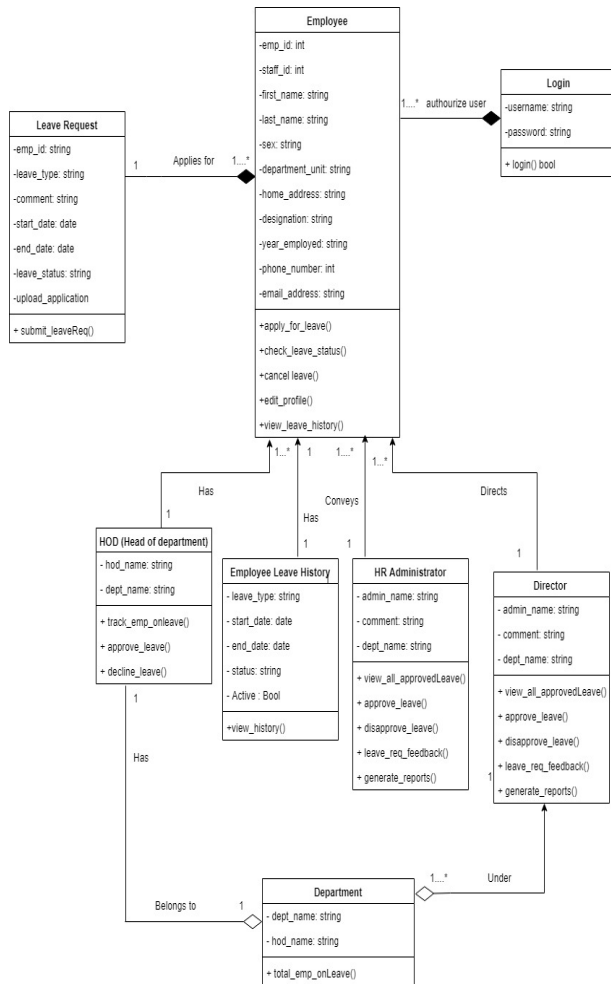 Employee
-emp_id: int
-staff_id: int
-first_name: string
-last_name: string
-sex: string
-department_unit: string
-home_address: string
-designation: string
-year_employed: string
-phone_number: int
-email_address: string
+apply_for_leave()
+check_leave_status()
+cancel leave()
+edit_profile()
+view_leave_history()
1....* authourize user
Login
-username: string
-password: string
+ login() bool
Leave Request
-emp_id: string
-leave_type: string
-comment: string
-start_date: date
-end_date: date
-leave_status: string
-upload_application
+ submit_leaveReq()
1 Applies for 1....*
1...* 1 1....* 1...*
Has
Has
Conveys
Directs
1 1 1 1
HOD (Head of department)
- hod_name: string
- dept_name: string
+ track_emp_onleave()
+ approve_leave()
+ decline_leave()
Employee Leave History
- leave_type: string
- start_date: date
- end_date: date
- status: string
- Active : Bool
+view_history()
HR Administrator
- admin_name: string
- comment: string
- dept_name: string
+ view_all_approvedLeave()
+ approve_leave()
+ disapprove_leave()
+ leave_req_feedback()
+ generate_reports()
Director
- admin_name: string
- comment: string
- dept_name: string
+ view_all_approvedLeave()
+ approve_leave()
+ disapprove_leave()
+ leave_req_feedback()
+ generate_reports()
1
1
Has
Belongs to 1
1....* Under
Department
- dept_name: string
- hod_name: string
+ total_emp_onLeave()